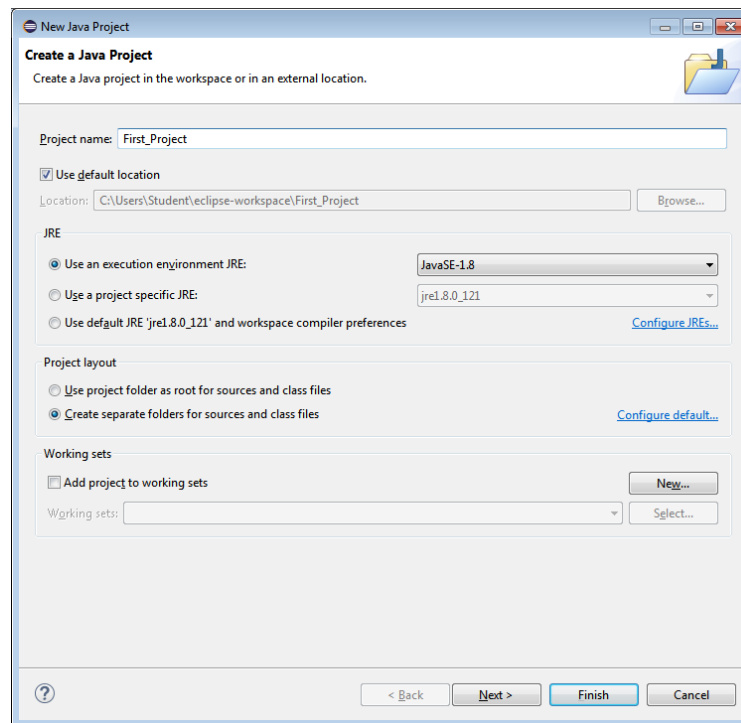 New Java Project
Create a Java Project
Create a Java project in the workspace or in an external location.
Project name: First_Project
Use default location
Location: C:\Users\Student\eclipse-workspace\First_Project Browse...
JRE
Use an execution environment JRE: JavaSE-1.8
Use a project specific JRE: jre1.8.0_121
Use default JRE 'jre1.8.0_121' and workspace compiler preferences Configure JREs...
Project layout
Use project folder as root for sources and class files
Create separate folders for sources and class files Configure default...
Working sets
Add project to working sets New...
Working sets: Select...
? < Back Next > Finish Cancel